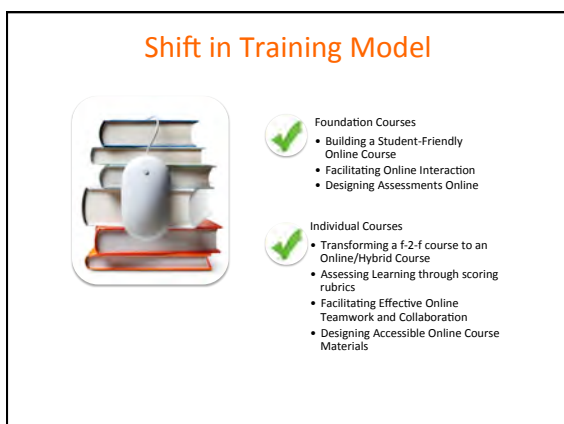 Shift in Training Model
Foundation Courses
• Building a Student-Friendly
Online Course
• Facilitating Online Interaction
• Designing Assessments Online
Individual Courses
• Transforming a f-2-f course to an
Online/Hybrid Course
• Assessing Learning through scoring
rubrics
• Facilitating Effective Online
Teamwork and Collaboration
• Designing Accessible Online Course
Materials